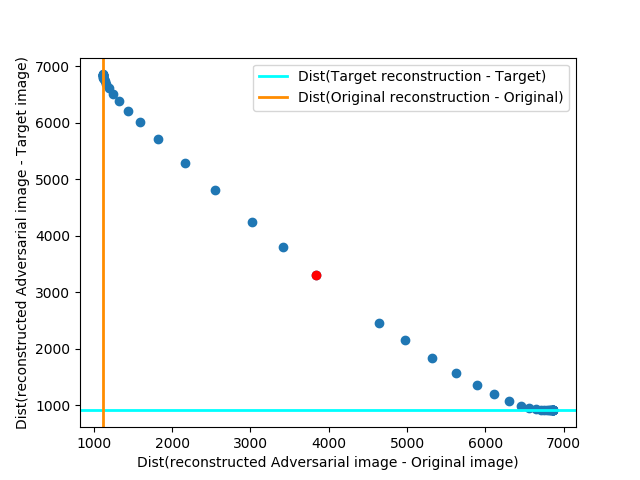 Dist(Target reconstruction - Target)
Dist(Original reconstruction - Original)
Dist(reconstructed Adversarial image - Target image)
7000
6000
5000
4000
3000
2000
1000
1000 2000 3000 4000 5000 6000 7000
Dist(reconstructed Adversarial image - Original image)